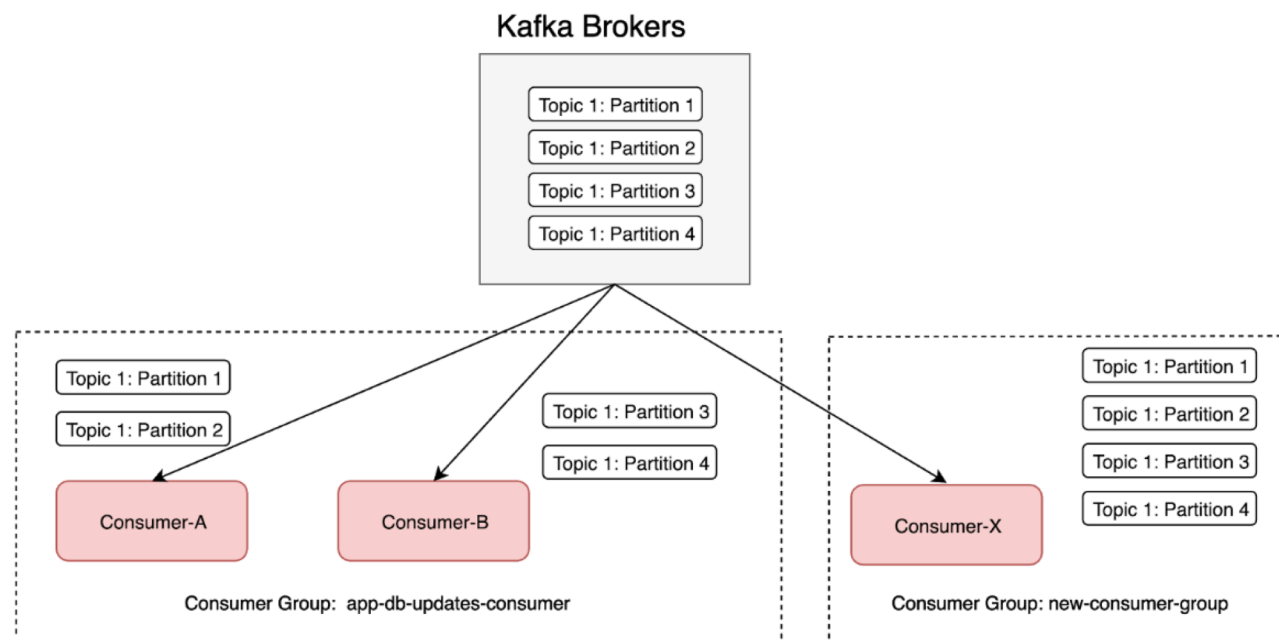 Kafka Brokers
Topic 1: Partition 1
Topic 1: Partition 2
Topic 1: Partition 3
Topic 1: Partition 4
Topic 1: Partition 1
Topic 1: Partition 2
Topic 1: Partition 3
Topic 1: Partition 4
Consumer-A
Consumer-B
Consumer Group: app-db-updates-consumer
Topic 1: Partition 1
Topic 1: Partition 2
Topic 1: Partition 3
Topic 1: Partition 4
Consumer-X
Consumer Group: new-consumer-group